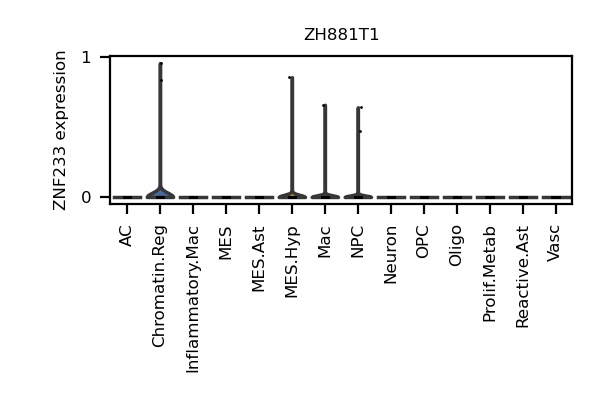 ZH881T1
ZNF233 expression
1
0
AC
Chromatin.Reg
Inflammatory.Mac
MES
MES.Ast
MES.Hyp
Mac
NPC
Neuron
OPC
Oligo
Prolif.Metab
Reactive.Ast
Vasc